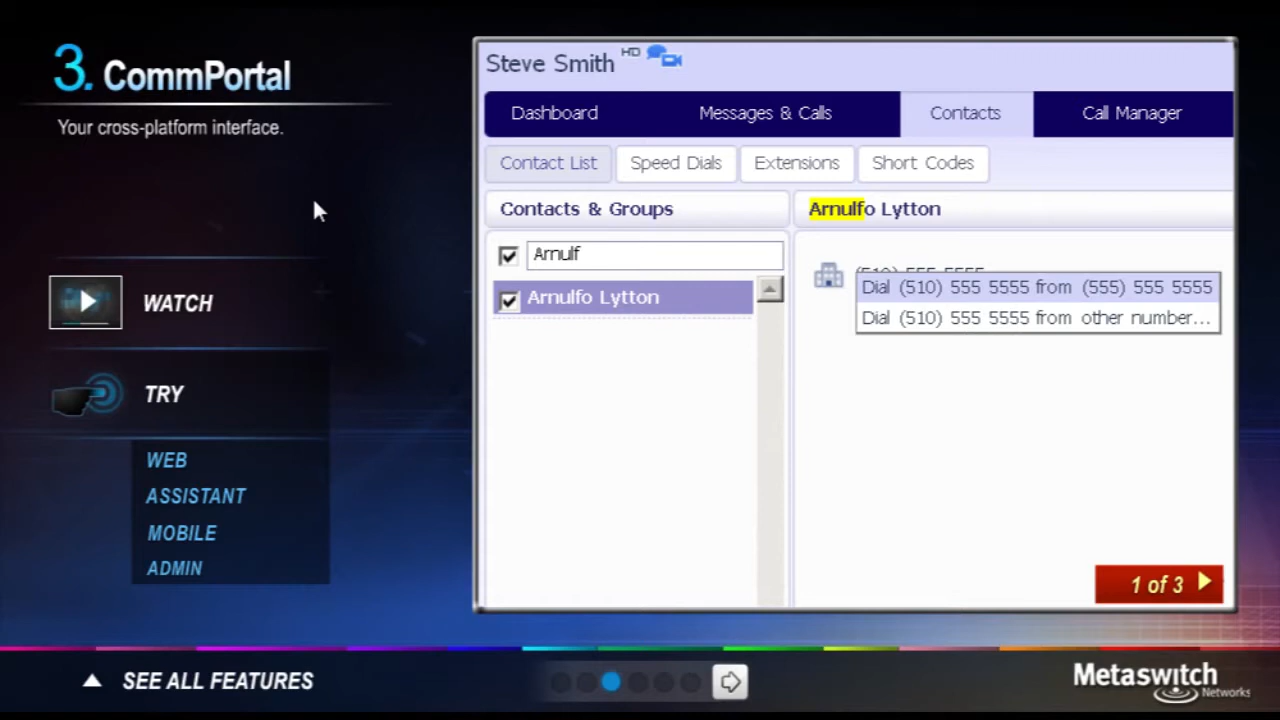 3. CommPortal
Your cross-platform interface.
WATCH
TRY
WEB
ASSISTANT
MOBILE
ADMIN
Steve Smith HD
Dashboard Messages & Calls Contacts Call Manager
Contact List Speed Dials Extensions Short Codes
Contacts & Groups
Arnulf
Arnulfo Lytton
Arnulfo Lytton
(510) 555 5555
Dial (510) 555 5555 from (555) 555 5555
Dial (510) 555 5555 from other number...
1 of 3
SEE ALL FEATURES
Metaswitch
Networks